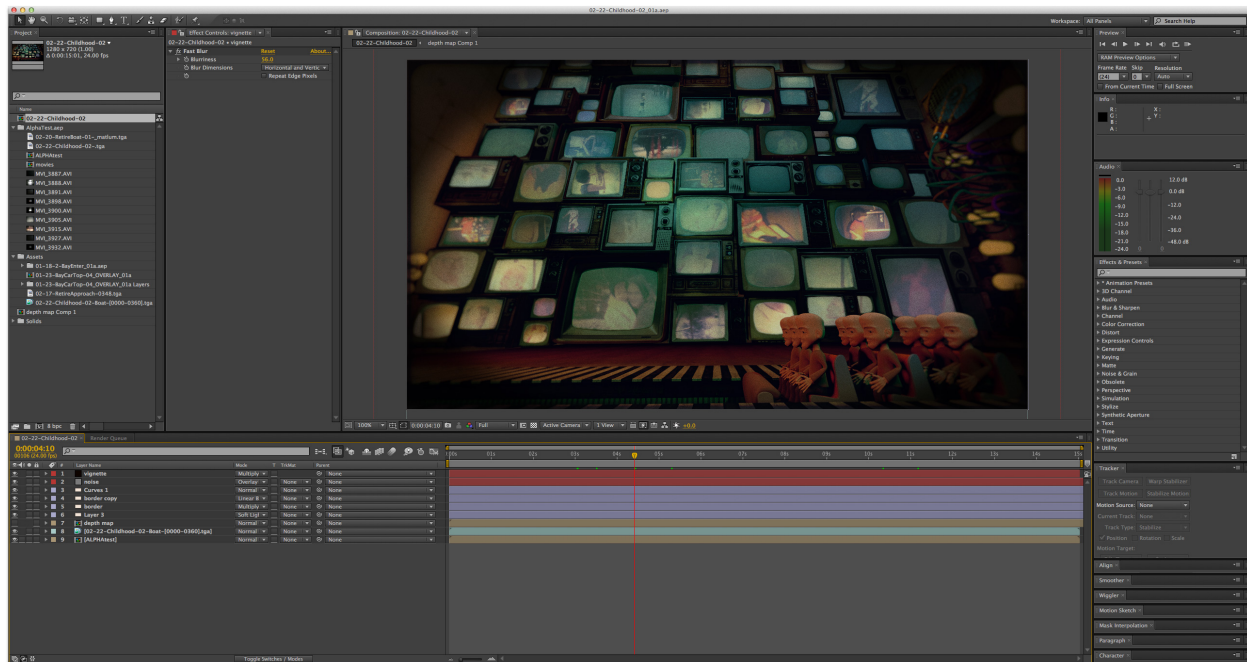 02-22-Childhood-02_01a.aep
Workspace: All Panels
Search Help
Project
02-22-Childhood-02
1280 x 720 (1.00)
Δ 0:00:15:01, 24.00 fps
Name
02-22-Childhood-02
AlphaTest.aep
02-20-RetireBoat-01-_matlum.tga
02-22-Childhood-02-.tga
ALPHAtest
movies
MVI_3887.AVI
MVI_3888.AVI
MVI_3891.AVI
MVI_3898.AVI
MVI_3900.AVI
MVI_3905.AVI
MVI_3915.AVI
MVI_3927.AVI
MVI_3932.AVI
Assets
01-18-2-BayEnter_01a.aep
01-23-BayCarTop-04_OVERLAY_01a
01-23-BayCarTop-04_OVERLAY_01a Layers
02-17-RetireApproach-0348.tga
02-22-Childhood-02-Boat-[0000-0360].tga
depth map Comp 1
Solids
8 bpc
Effect Controls: vignette
02-22-Childhood-02 • vignette
fx Fast Blur Reset About...
Blurriness 56.0
Blur Dimensions Horizontal and Vertic
Repeat Edge Pixels
Composition: 02-22-Childhood-02
02-22-Childhood-02 depth map Comp 1
100% 0:00:04:10 Full Active Camera 1 View +0.0
Preview
RAM Preview Options
Frame Rate Skip Resolution
(24) 0 Auto
From Current Time Full Screen
Info
R: X:
G: Y:
B:
A:
Audio
0.0 12.0 dB
-3.0 0.0 dB
-6.0
-9.0 -12.0
-12.0 -24.0
-15.0
-18.0 -36.0
-21.0 -48.0 dB
-24.0 0 0
Effects & Presets
* Animation Presets
3D Channel
Audio
Blur & Sharpen
Channel
Color Correction
Distort
Expression Controls
Generate
Keying
Matte
Noise & Grain
Obsolete
Perspective
Simulation
Stylize
Synthetic Aperture
Text
Time
Transition
Utility
Tracker
Track Camera Warp Stabilizer
Track Motion Stabilize Motion
Motion Source: None
Current Track: None
Track Type: Stabilize
Position Rotation Scale
Motion Target:
Align
Smoother
Wiggler
Motion Sketch
Mask Interpolation
Paragraph
Character
02-22-Childhood-02 Render Queue
0:00:04:10
00106 (24.00 fps)
# Layer Name Mode T TrkMat Parent
1 vignette Multiply None
2 noise Overlay None None
3 Curves 1 Normal None None
4 border copy Linear B None None
5 border Multiply None None
6 Layer 3 Soft Ligl None None
7 depth map Normal None None
8 [02-22-Childhood-02-Boat-[0000-0360].tga] Normal None None
9 [ALPHAtest] Normal None None
:00s 01s 02s 03s 04s 05s 06s 07s 08s 09s 10s 11s 12s 13s 14s 15s
Toggle Switches / Modes